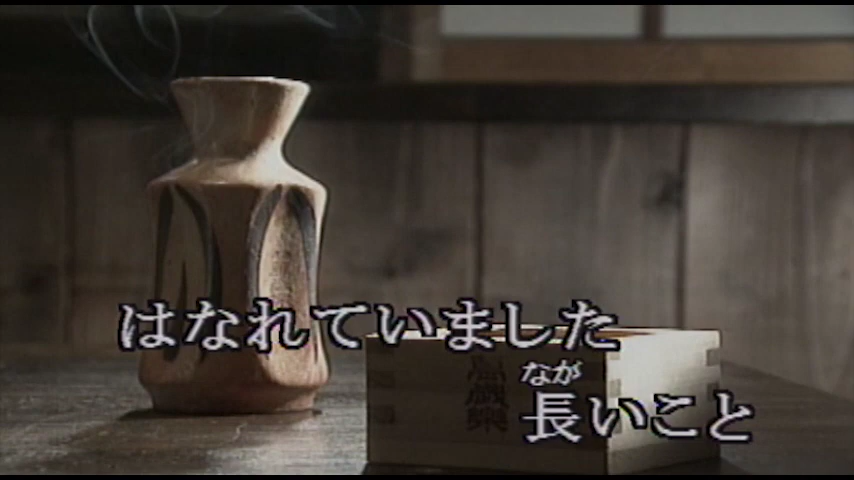 はなれていました
なが
長いこと